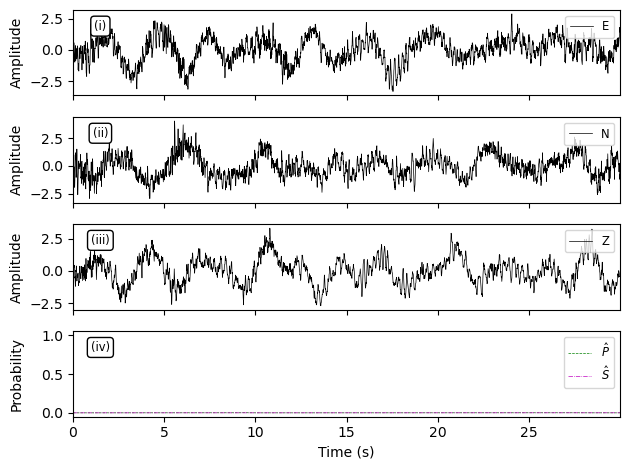 2.5
0.0
−2.5
Amplitude
(i)
E
2.5
0.0
−2.5
Amplitude
(ii)
N
2.5
0.0
−2.5
Amplitude
(iii)
Z
1.0
0.5
0.0
Probability
(iv)
P̂
Ŝ
0 5 10 15 20 25
Time (s)